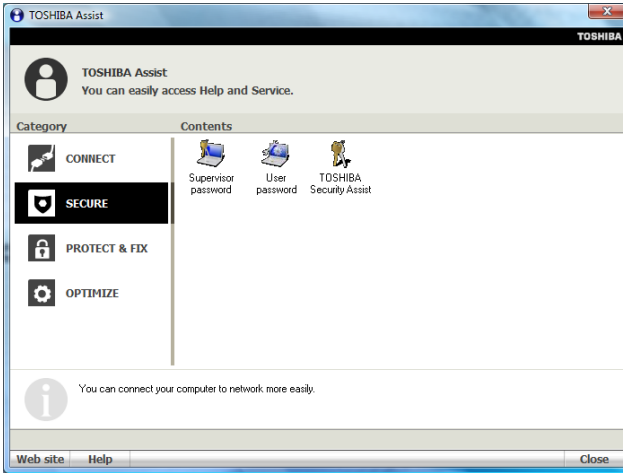 TOSHIBA Assist
TOSHIBA
TOSHIBA Assist
You can easily access Help and Service.
Category
Contents
CONNECT
SECURE
PROTECT & FIX
OPTIMIZE
Supervisor
password
User
password
TOSHIBA
Security Assist
You can connect your computer to network more easily.
Web site
Help
Close